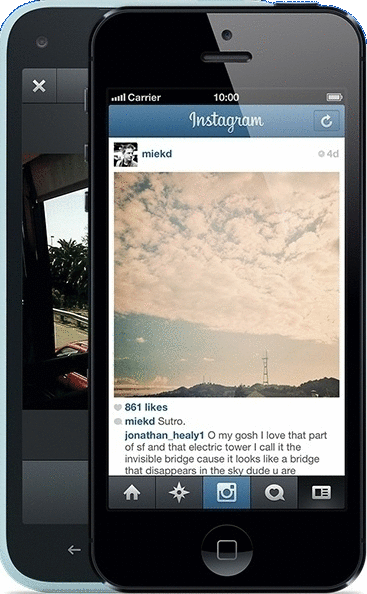 Carrier
10:00
Instagram
miekd
4d
861 likes
miekd Sutro.
jonathan_healy1 O my gosh I love that part
of sf and that electric tower I call it the
invisible bridge cause it looks like a bridge
that disappears in the sky dude u are